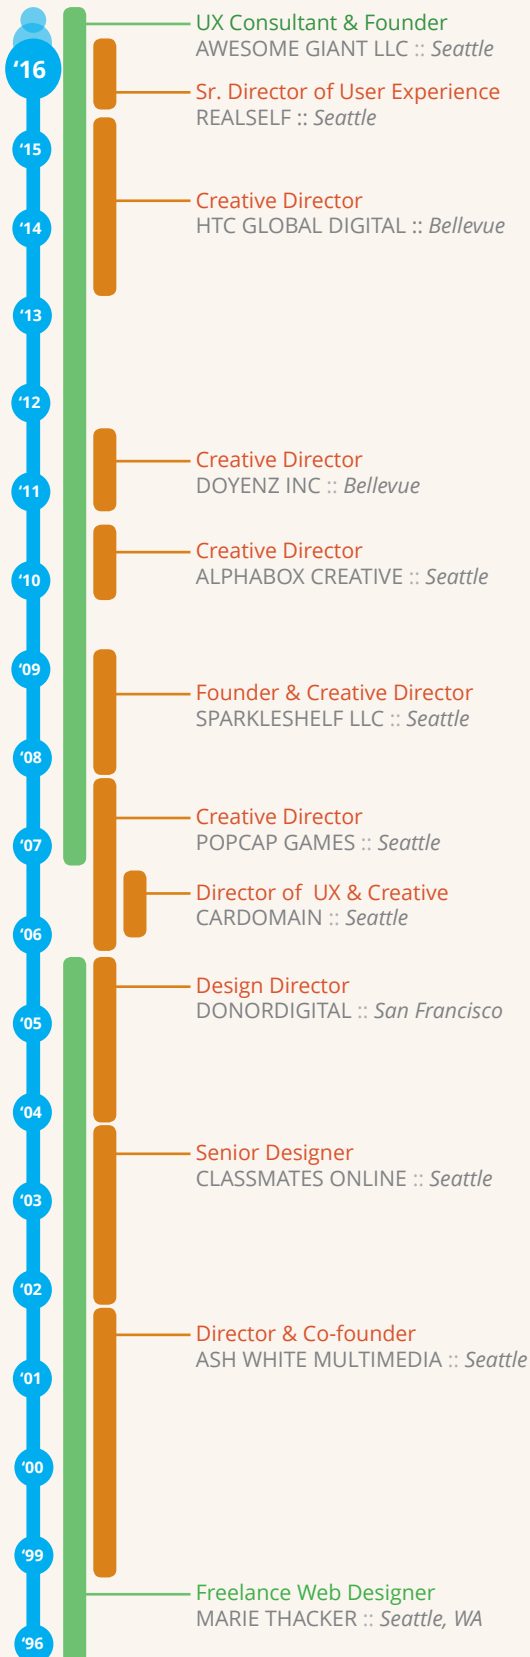 UX Consultant & Founder
AWESOME GIANT LLC :: Seattle
‘16
Sr. Director of User Experience
REALSELF :: Seattle
‘15
Creative Director
HTC GLOBAL DIGITAL :: Bellevue
‘14
‘13
‘12
Creative Director
DOYENZ INC :: Bellevue
‘11
Creative Director
ALPHABOX CREATIVE :: Seattle
‘10
‘09
Founder & Creative Director
SPARKLESHELF LLC :: Seattle
‘08
Creative Director
POPCAP GAMES :: Seattle
‘07
Director of UX & Creative
CARDOMAIN :: Seattle
‘06
Design Director
DONORDIGITAL :: San Francisco
‘05
‘04
Senior Designer
CLASSMATES ONLINE :: Seattle
‘03
‘02
Director & Co-founder
ASH WHITE MULTIMEDIA :: Seattle
‘01
‘00
‘99
Freelance Web Designer
MARIE THACKER :: Seattle, WA
‘96